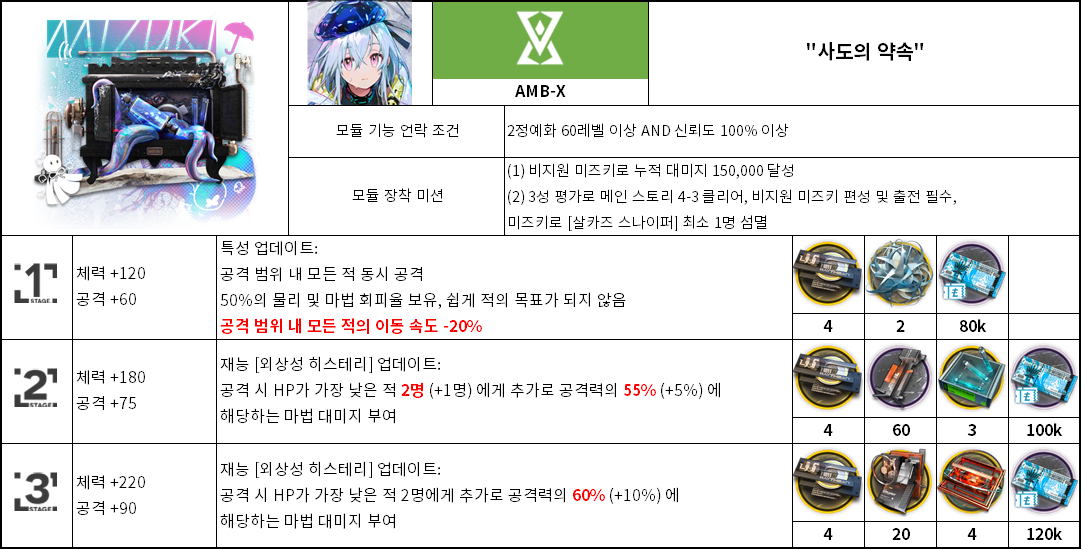 MIZUKI
AMB-X
"사도의 약속"
모듈 기능 언락 조건
2정예화 60레벨 이상 AND 신뢰도 100% 이상
모듈 장착 미션
(1) 비지원 미즈키로 누적 대미지 150,000 달성
(2) 3성 평가로 메인 스토리 4-3 클리어, 비지원 미즈키 편성 및 출전 필수,
미즈키로 [살카즈 스나이퍼] 최소 1명 섬멸
1
STAGE
체력 +120
공격 +60
특성 업데이트:
공격 범위 내 모든 적 동시 공격
50%의 물리 및 마법 회피율 보유, 쉽게 적의 목표가 되지 않음
공격 범위 내 모든 적의 이동 속도 -20%
4
2
80k
2
STAGE
체력 +180
공격 +75
재능 [외상성 히스테리] 업데이트:
공격 시 HP가 가장 낮은 적 2명 (+1명) 에게 추가로 공격력의 55% (+5%) 에
해당하는 마법 대미지 부여
4
60
3
100k
3
STAGE
체력 +220
공격 +90
재능 [외상성 히스테리] 업데이트:
공격 시 HP가 가장 낮은 적 2명에게 추가로 공격력의 60% (+10%) 에
해당하는 마법 대미지 부여
4
20
4
120k